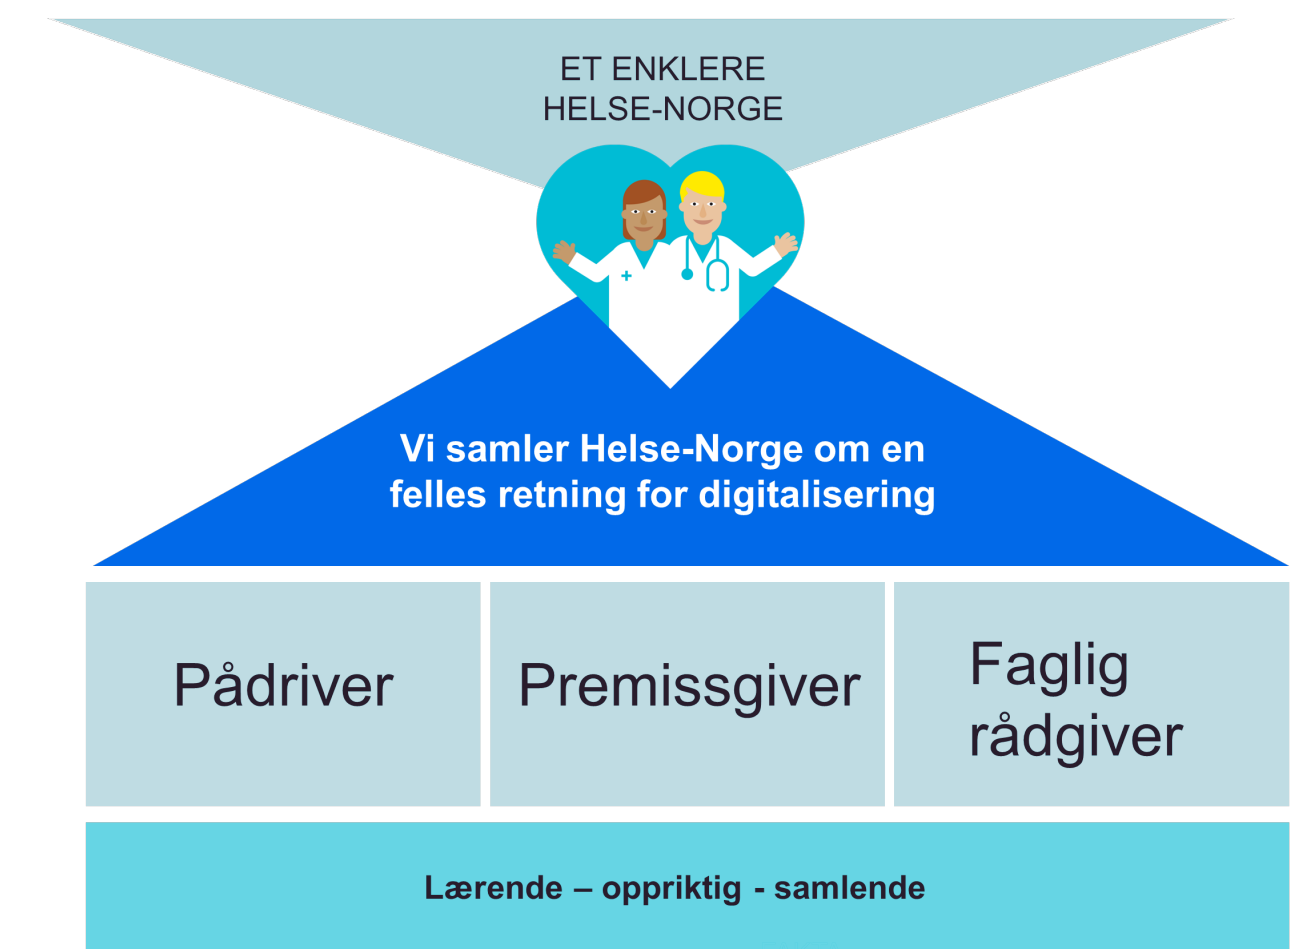 ET ENKLERE
HELSE-NORGE
Vi samler Helse-Norge om en
felles retning for digitalisering
Pådriver
Premissgiver
Faglig
rådgiver
Lærende – oppriktig - samlende